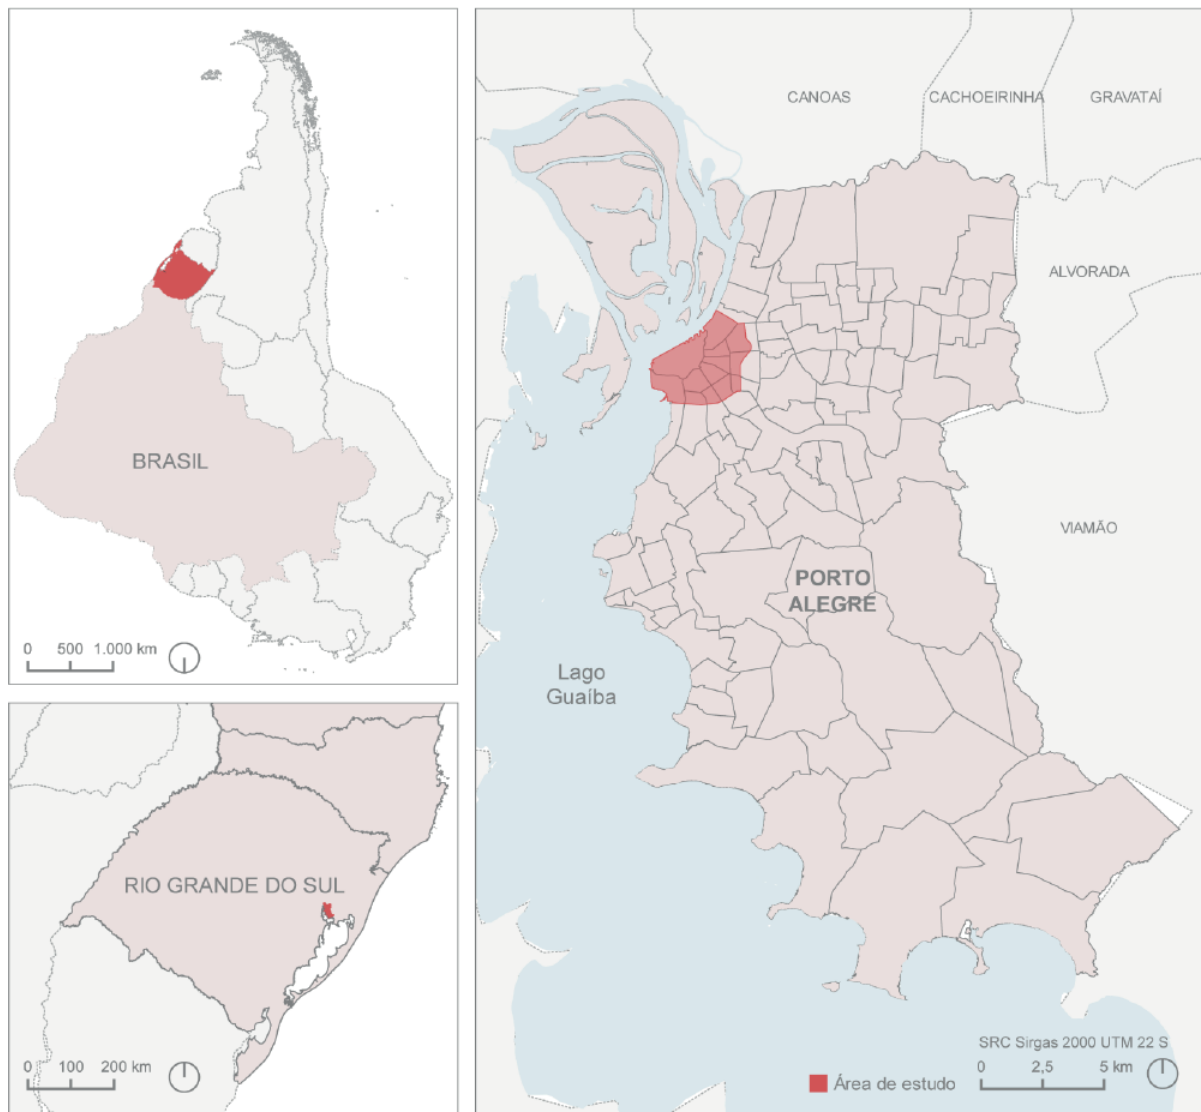 BRASIL
0 500 1.000 km
RIO GRANDE DO SUL
0 100 200 km
CANOAS
CACHOEIRINHA
GRAVATAÍ
ALVORADA
VIAMÃO
PORTO
ALEGRE
Lago
Guaíba
SRC Sirgas 2000 UTM 22 S
Área de estudo
0 2,5 5 km